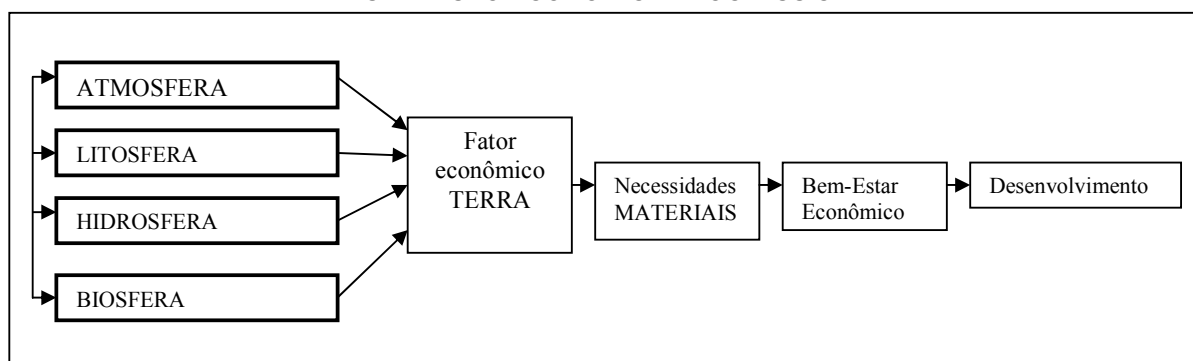 ATMOSFERA
LITOSFERA
HIDROSFERA
BIOSFERA
Fator
econômico
TERRA
Necessidades
MATERIAIS
Bem-Estar
Econômico
Desenvolvimento